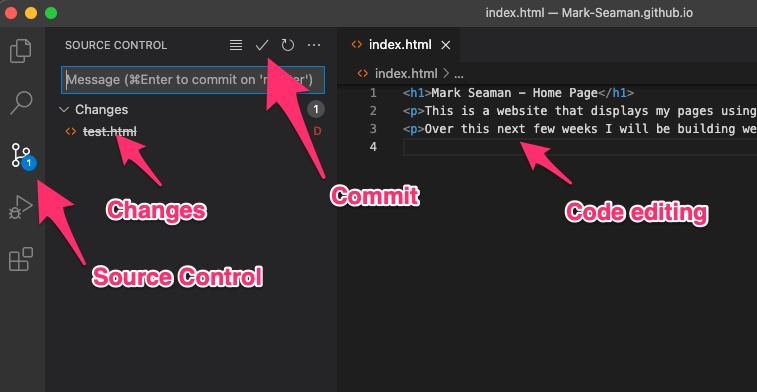 index.html — Mark-Seaman.github.io
SOURCE CONTROL
Message (⌘Enter to commit on
Changes
1
test.html
D
1
Changes
Source Control
Commit
index.html
index.html > ...
1 <h1>Mark Seaman - Home Page</h1>
2 <p>This is a website that displays my pages using
3 <p>Over this next few weeks I will be building we
4
Code editing